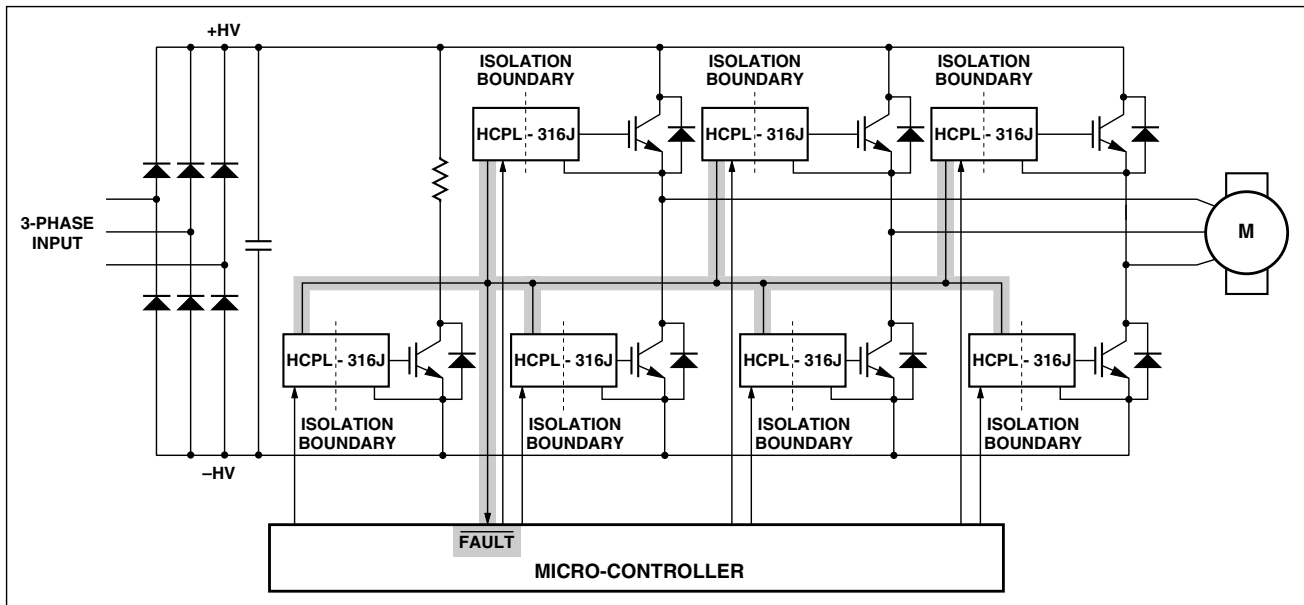 +HV
ISOLATION
BOUNDARY
ISOLATION
BOUNDARY
ISOLATION
BOUNDARY
HCPL - 316J
HCPL - 316J
HCPL - 316J
3-PHASE
INPUT
M
HCPL - 316J
HCPL - 316J
HCPL - 316J
HCPL - 316J
ISOLATION
BOUNDARY
ISOLATION
BOUNDARY
ISOLATION
BOUNDARY
ISOLATION
BOUNDARY
–HV
FAULT
MICRO-CONTROLLER